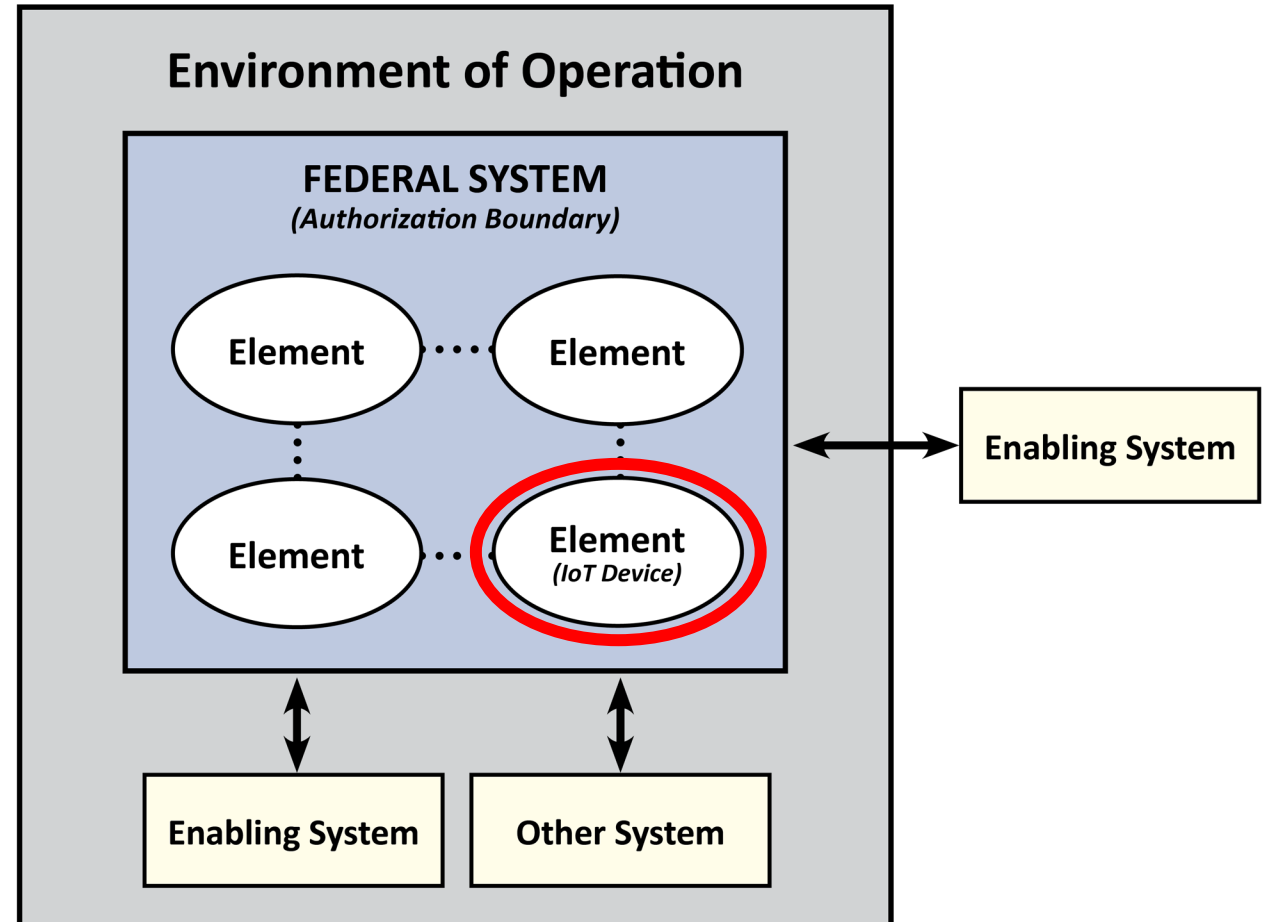 Environment of Operation
FEDERAL SYSTEM
(Authorization Boundary)
Element
Element
Element
Element
(IoT Device)
Enabling System
Enabling System
Other System